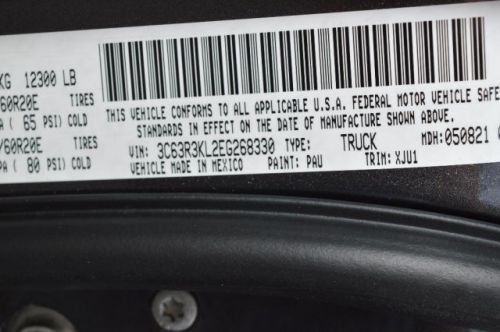 KG 12300 LB
/60R20E TIRES
PA ( 65 PSI) COLD
/60R20E TIRES
PA ( 80 PSI) COLD
THIS VEHICLE CONFORMS TO ALL APPLICABLE U.S.A. FEDERAL MOTOR VEHICLE SAFE
STANDARDS IN EFFECT ON THE DATE OF MANUFACTURE SHOWN ABOVE
VIN: 3C63R3KL2EG268330 TYPE: TRUCK MDH: 050821
VEHICLE MADE IN MEXICO PAINT: PAU TRIM: XJU1